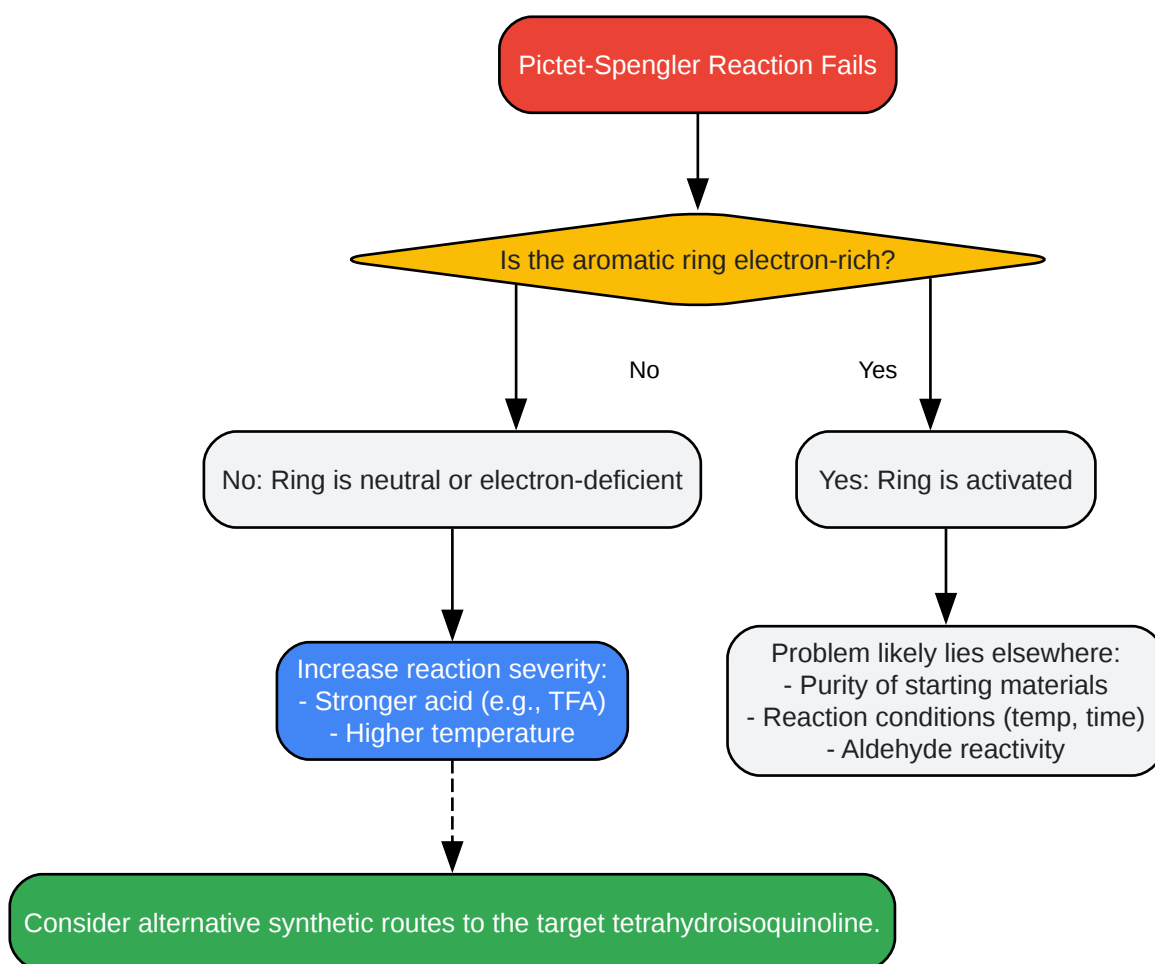 Pictet-Spengler Reaction Fails
Is the aromatic ring electron-rich?
No
Yes
No: Ring is neutral or electron-deficient
Yes: Ring is activated
Increase reaction severity:
- Stronger acid (e.g., TFA)
- Higher temperature
Problem likely lies elsewhere:
- Purity of starting materials
- Reaction conditions (temp, time)
- Aldehyde reactivity
Consider alternative synthetic routes to the target tetrahydroisoquinoline.